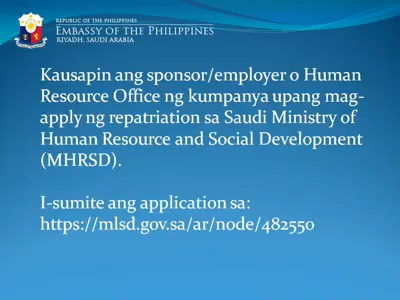 REPUBLIC OF THE PHILIPPINES
EMBASSY OF THE PHILIPPINES
RIYADH, SAUDI ARABIA
Kausapin ang sponsor/employer o Human
Resource Office ng kumpanya upang mag-
apply ng repatriation sa Saudi Ministry of
Human Resource and Social Development
(MHRSD).
I-sumite ang application sa:
https://mlsd.gov.sa/ar/node/482550